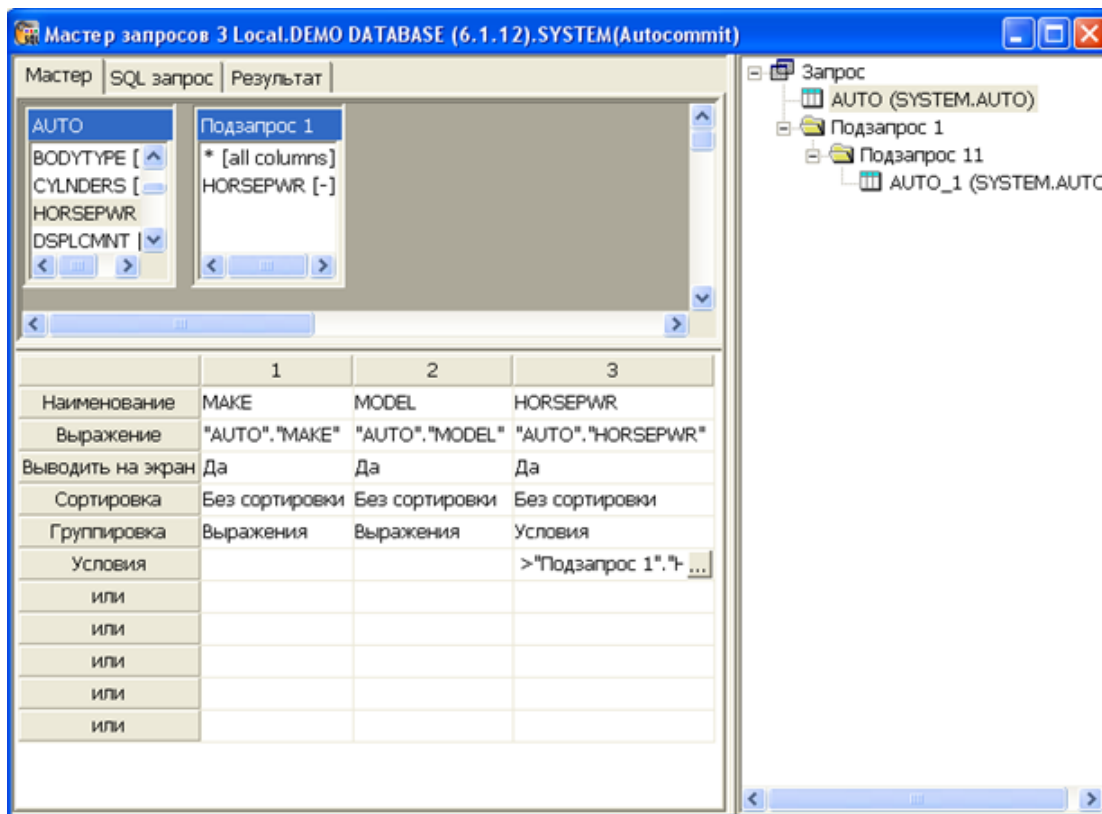 Мастер запросов 3 Local.DEMO DATABASE (6.1.12).SYSTEM(Autocommit)
Мастер SQL запрос Результат
AUTO
BODYTYPE [
CYLNDERS [
HORSEPWR
DSPLCMNT [
Подзапрос 1
* [all columns]
HORSEPWR [-]
Запрос
AUTO (SYSTEM.AUTO)
Подзапрос 1
Подзапрос 11
AUTO_1 (SYSTEM.AUTO
1 2 3
Наименование MAKE MODEL HORSEPWR
Выражение "AUTO"."MAKE" "AUTO"."MODEL" "AUTO"."HORSEPWR"
Выводить на экран Да Да Да
Сортировка Без сортировки Без сортировки Без сортировки
Группировка Выражения Выражения Условия
Условия >"Подзапрос 1"."H ...
или
или
или
или
или